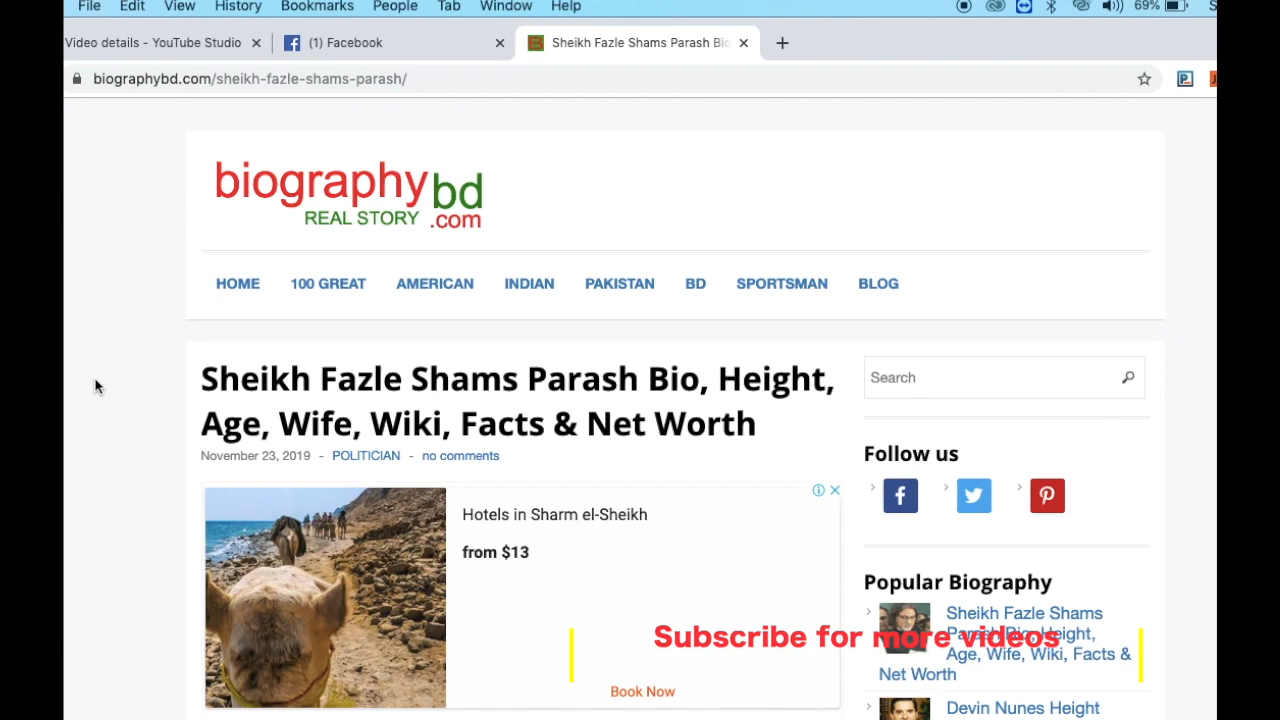 File Edit View History Bookmarks People Tab Window Help 69%
Video details - YouTube Studio (1) Facebook Sheikh Fazle Shams Parash Bio
biographybd.com/sheikh-fazle-shams-parash/
biographybd
REAL STORY .com
HOME 100 GREAT AMERICAN INDIAN PAKISTAN BD SPORTSMAN BLOG
Sheikh Fazle Shams Parash Bio, Height,
Age, Wife, Wiki, Facts & Net Worth
November 23, 2019 - POLITICIAN - no comments
Hotels in Sharm el-Sheikh
from $13
Book Now
Search
Follow us
Popular Biography
Sheikh Fazle Shams
Parash Bio, Height,
Age, Wife, Wiki, Facts &
Net Worth
Devin Nunes Height
Subscribe for more videos